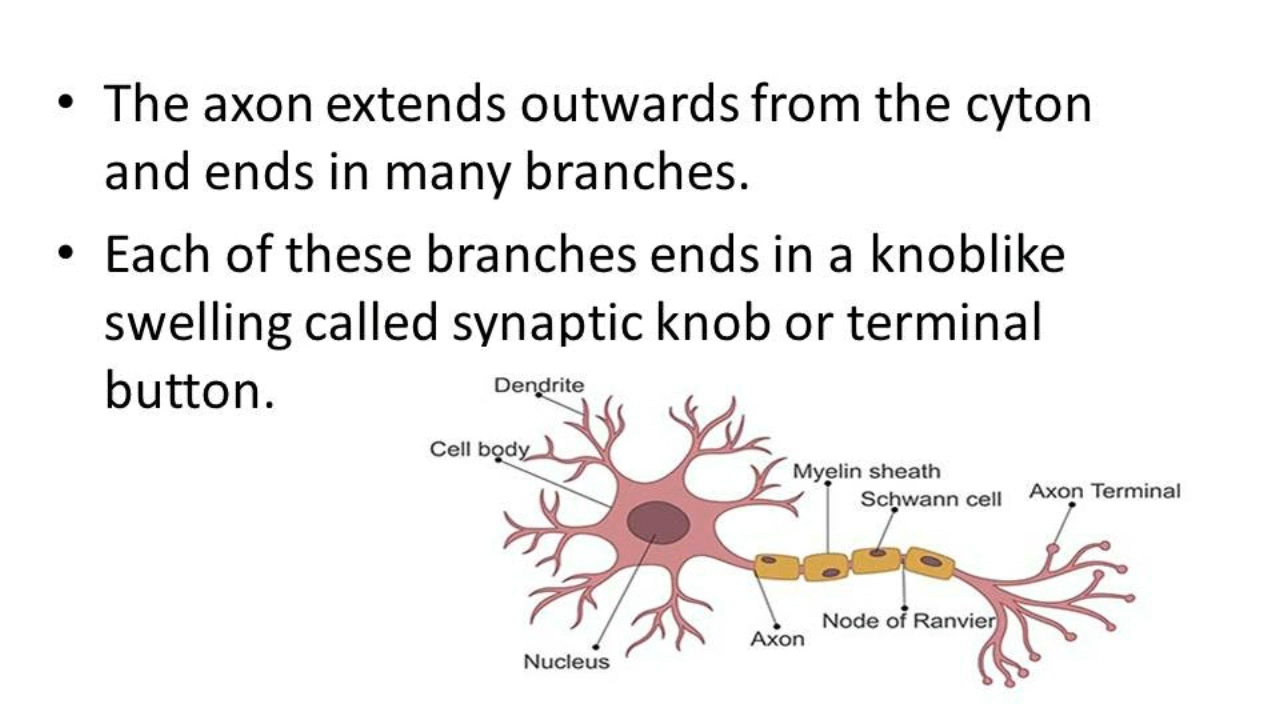 • The axon extends outwards from the cyton
and ends in many branches.
• Each of these branches ends in a knoblike
swelling called synaptic knob or terminal
button.
Dendrite
Cell body
Myelin sheath
Schwann cell
Axon Terminal
Node of Ranvier
Axon
Nucleus